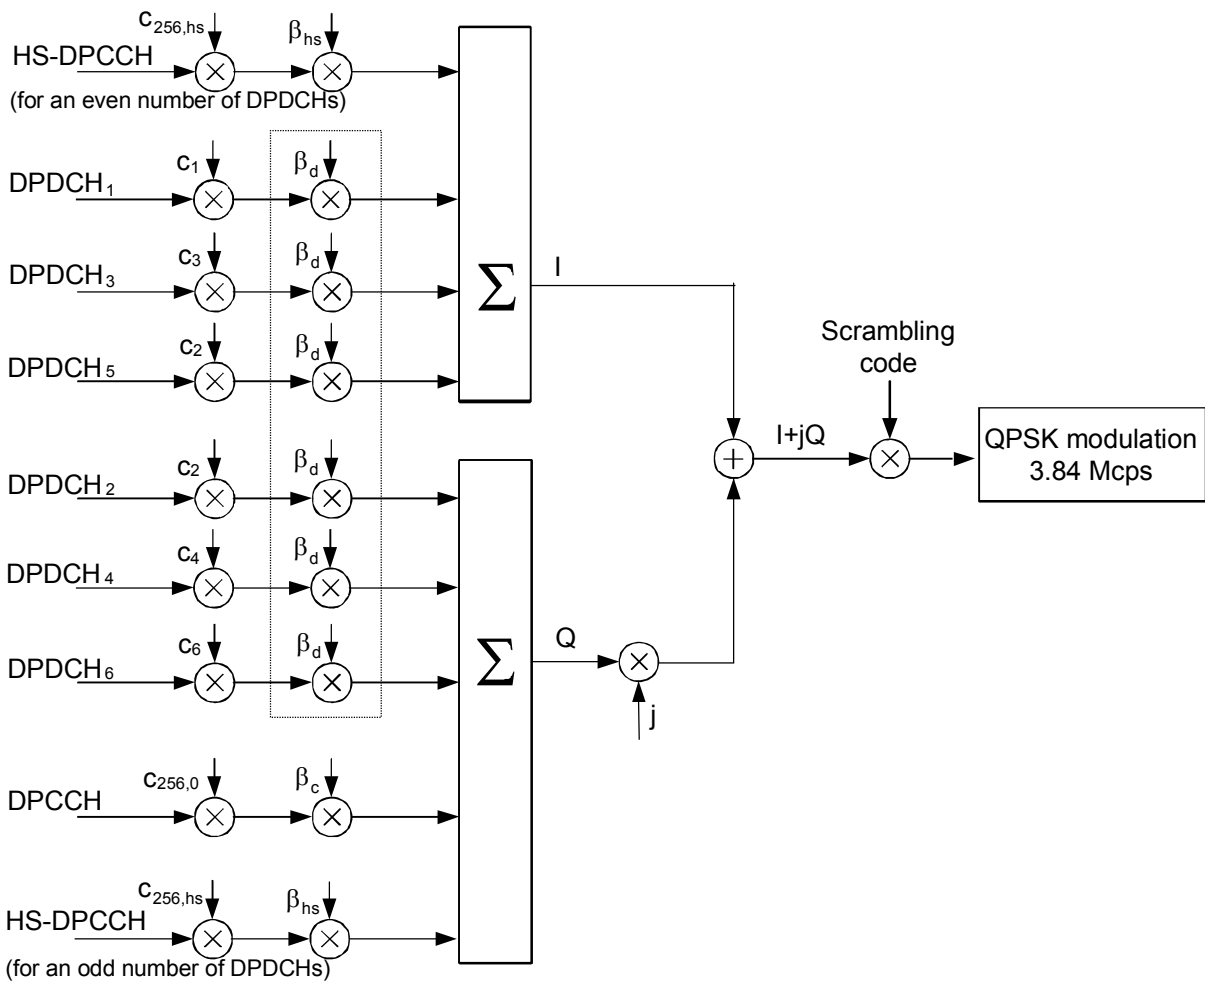 c256,hs
βhs
HS-DPCCH
(for an even number of DPDCHs)
c1
βd
DPDCH1
c3
βd
DPDCH3
c2
βd
DPDCH5
Σ
I
c2
βd
DPDCH2
c4
βd
DPDCH4
c6
βd
DPDCH6
c256,0
βc
DPCCH
c256,hs
βhs
HS-DPCCH
(for an odd number of DPDCHs)
Σ
Q
j
I+jQ
Scrambling
code
QPSK modulation
3.84 Mcps